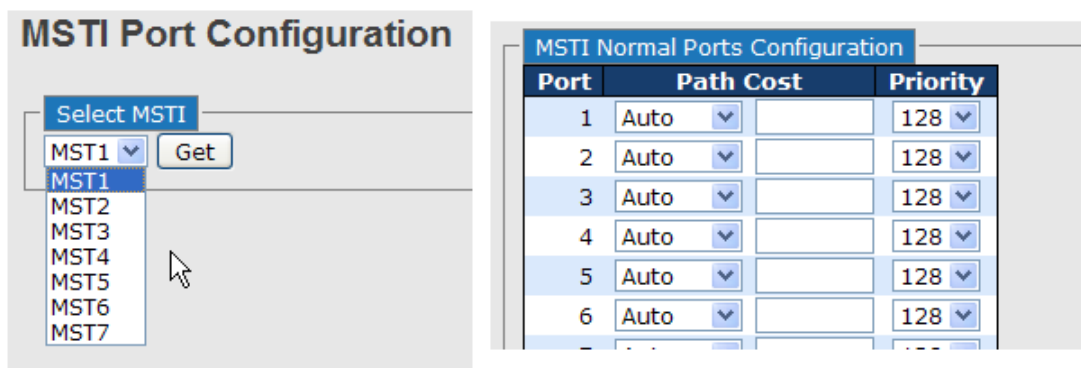 MSTI Port Configuration
Select MSTI
MST1 Get
MST1
MST2
MST3
MST4
MST5
MST6
MST7
MSTI Normal Ports Configuration
Port Path Cost Priority
1 Auto 128
2 Auto 128
3 Auto 128
4 Auto 128
5 Auto 128
6 Auto 128